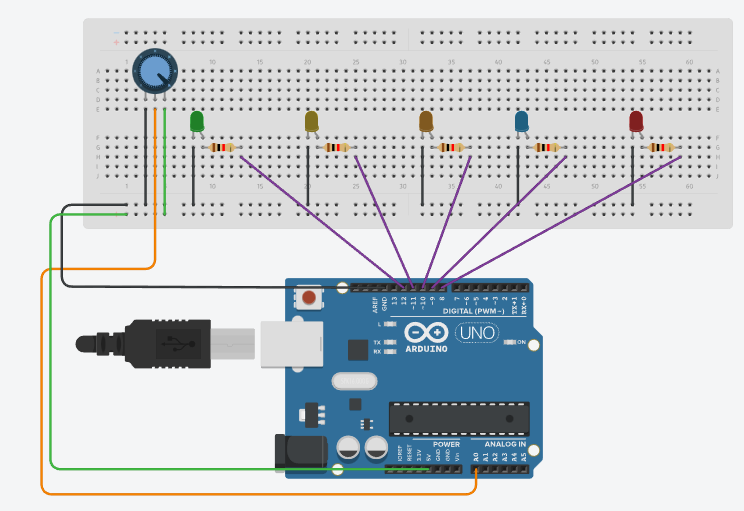 1 5 10 15 20 25 30 35 40 45 50 55 60
A A
B B
C C
D D
E E
F F
G G
H H
I I
J J
1 5 10 15 20 25 30 35 40 45 50 55 60
AREF
GND
13
12
~11
~10
~9
8
7
~6
~5
4
~3
2
TX→1
RX←0
DIGITAL (PWM~)
L
TX
RX
UNO
ARDUINO
ON
POWER
ANALOG IN
IOREF
RESET
3.3V
5V
GND
GND
Vin
A0
A1
A2
A3
A4
A5